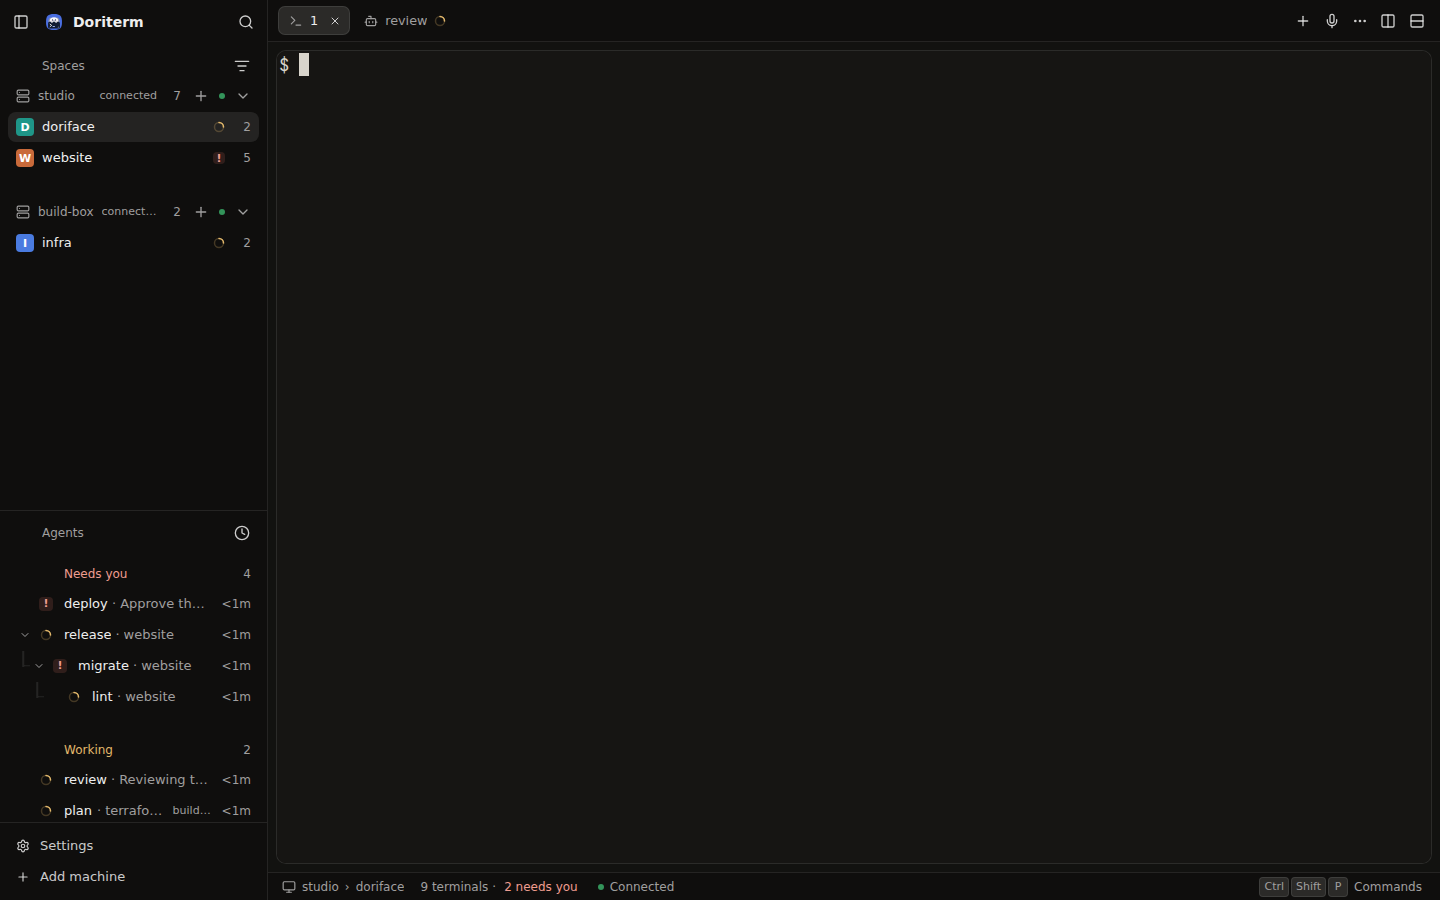 Doriterm
1
review
$
Spaces
studio connected 7
D doriface 2
W website ! 5
build-box connect... 2
I infra 2
Agents
Needs you 4
! deploy · Approve th... <1m
release · website <1m
! migrate · website <1m
lint · website <1m
Working 2
review · Reviewing t... <1m
plan · terrafo... build... <1m
Settings
Add machine
studio › doriface 9 terminals · 2 needs you Connected Ctrl Shift P Commands